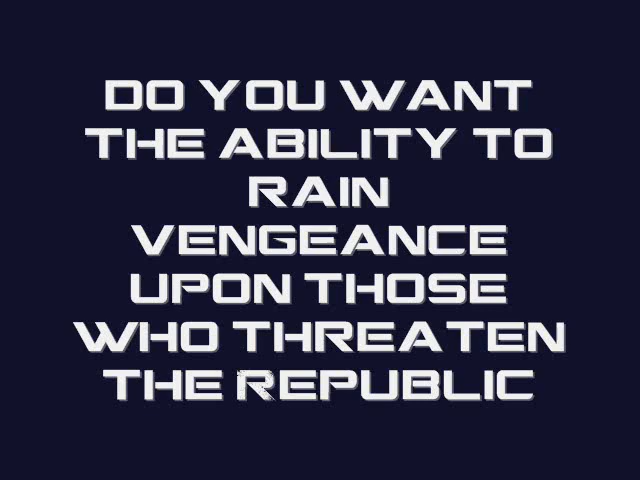 DO YOU WANT
THE ABILITY TO
RAIN
VENGEANCE
UPON THOSE
WHO THREATEN
THE REPUBLIC